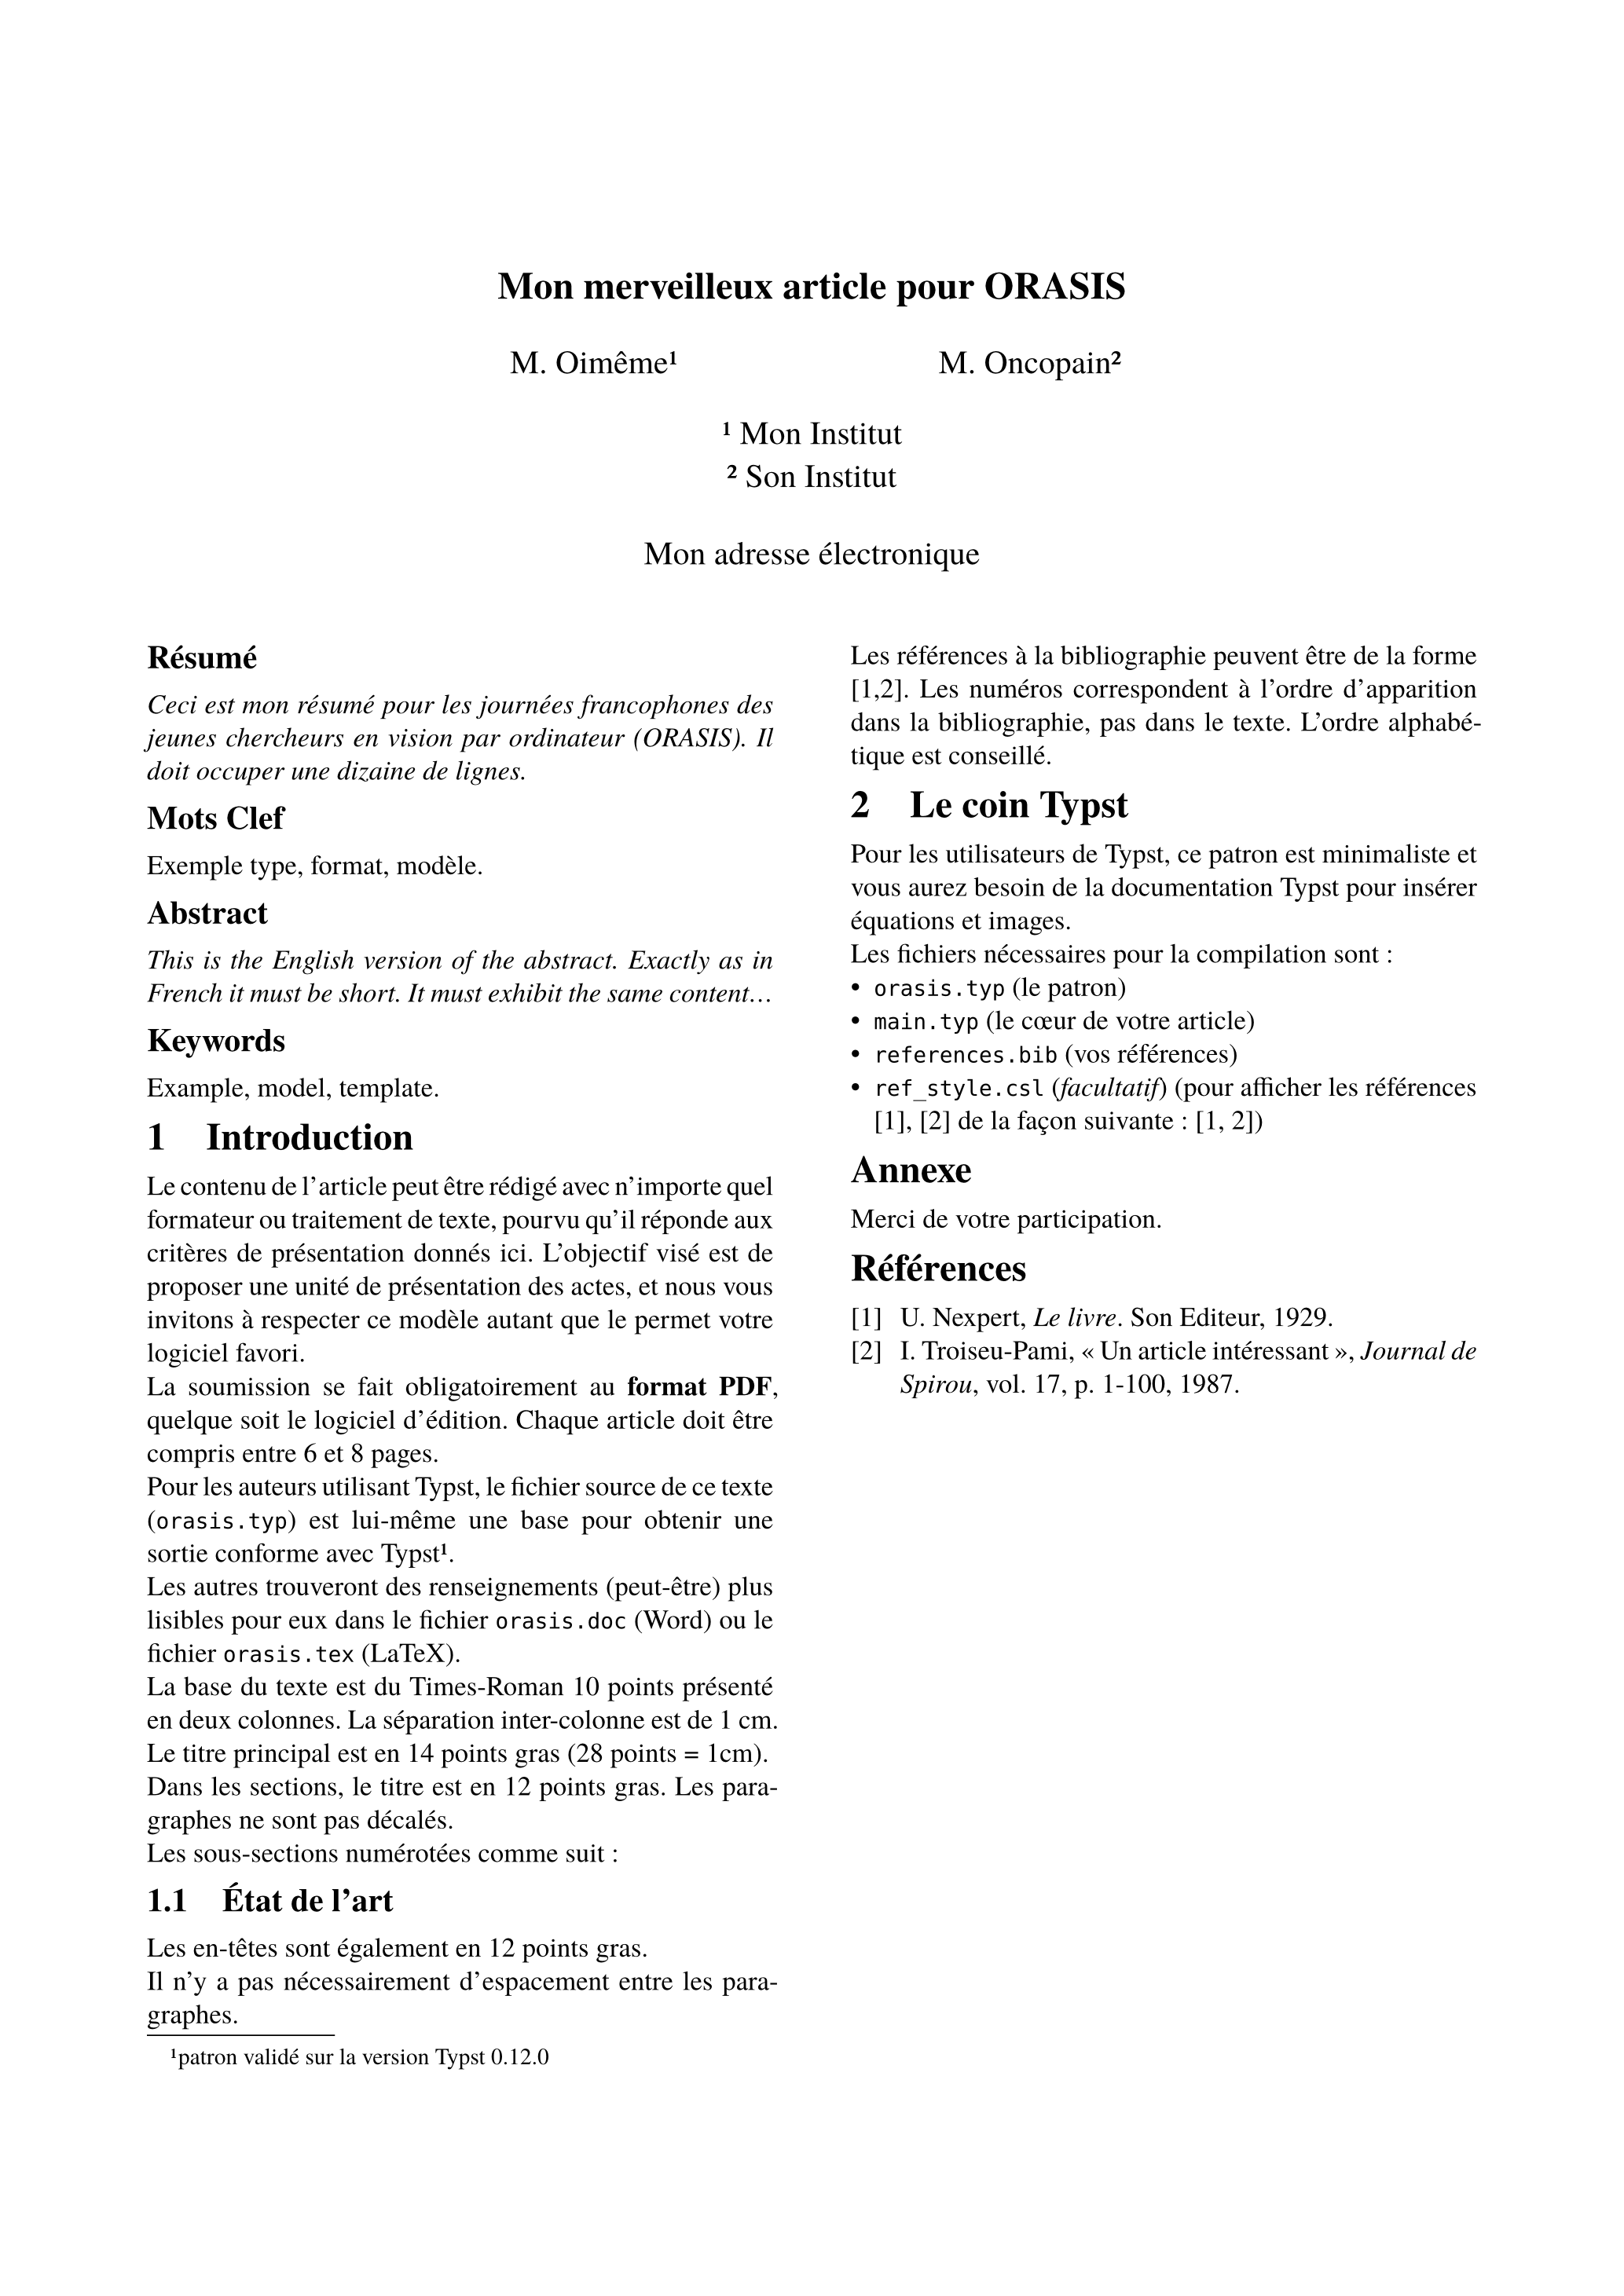 Mon merveilleux article pour ORASIS
M. Oimême¹ M. Oncopain²
¹ Mon Institut
² Son Institut
Mon adresse électronique
Résumé
Ceci est mon résumé pour les journées francophones des
jeunes chercheurs en vision par ordinateur (ORASIS). Il
doit occuper une dizaine de lignes.
Mots Clef
Exemple type, format, modèle.
Abstract
This is the English version of the abstract. Exactly as in
French it must be short. It must exhibit the same content…
Keywords
Example, model, template.
1 Introduction
Le contenu de l’article peut être rédigé avec n’importe quel
formateur ou traitement de texte, pourvu qu’il réponde aux
critères de présentation donnés ici. L’objectif visé est de
proposer une unité de présentation des actes, et nous vous
invitons à respecter ce modèle autant que le permet votre
logiciel favori.
La soumission se fait obligatoirement au format PDF,
quelque soit le logiciel d’édition. Chaque article doit être
compris entre 6 et 8 pages.
Pour les auteurs utilisant Typst, le fichier source de ce texte
(orasis.typ) est lui-même une base pour obtenir une
sortie conforme avec Typst¹.
Les autres trouveront des renseignements (peut-être) plus
lisibles pour eux dans le fichier orasis.doc (Word) ou le
fichier orasis.tex (LaTeX).
La base du texte est du Times-Roman 10 points présenté
en deux colonnes. La séparation inter-colonne est de 1 cm.
Le titre principal est en 14 points gras (28 points = 1cm).
Dans les sections, le titre est en 12 points gras. Les para-
graphes ne sont pas décalés.
Les sous-sections numérotées comme suit :
1.1 État de l’art
Les en-têtes sont également en 12 points gras.
Il n’y a pas nécessairement d’espacement entre les para-
graphes.
¹patron validé sur la version Typst 0.12.0
Les références à la bibliographie peuvent être de la forme
[1,2]. Les numéros correspondent à l’ordre d’apparition
dans la bibliographie, pas dans le texte. L’ordre alphabé-
tique est conseillé.
2 Le coin Typst
Pour les utilisateurs de Typst, ce patron est minimaliste et
vous aurez besoin de la documentation Typst pour insérer
équations et images.
Les fichiers nécessaires pour la compilation sont :
• orasis.typ (le patron)
• main.typ (le cœur de votre article)
• references.bib (vos références)
• ref_style.csl (facultatif) (pour afficher les références
[1], [2] de la façon suivante : [1, 2])
Annexe
Merci de votre participation.
Références
[1] U. Nexpert, Le livre. Son Editeur, 1929.
[2] I. Troiseu-Pami, « Un article intéressant », Journal de
Spirou, vol. 17, p. 1-100, 1987.